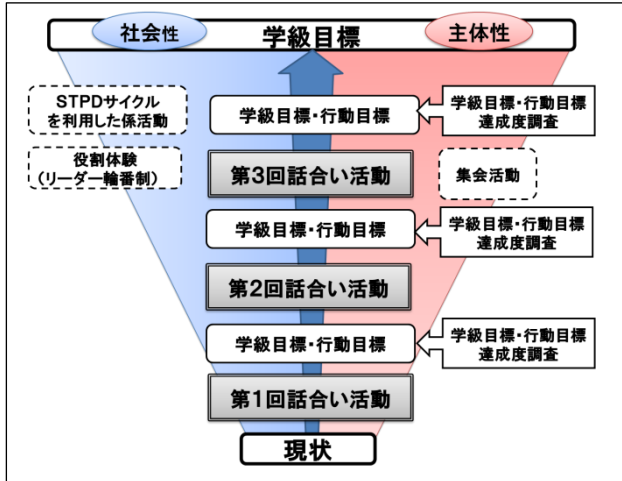 社会性
学級目標
主体性
STPDサイクル
を利用した係活動
学級目標・行動目標
学級目標・行動目標
達成度調査
役割体験
(リーダー輪番制)
第3回話合い活動
集会活動
学級目標・行動目標
学級目標・行動目標
達成度調査
第2回話合い活動
学級目標・行動目標
学級目標・行動目標
達成度調査
第1回話合い活動
現状